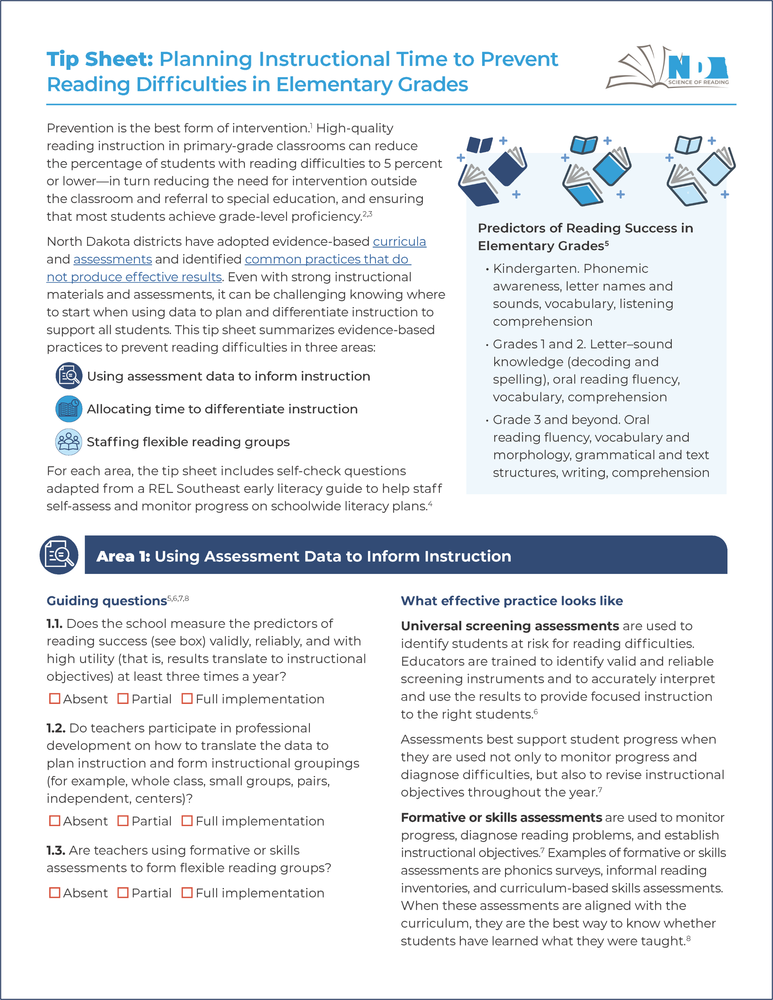 Tip Sheet: Planning Instructional Time to Prevent
Reading Difficulties in Elementary Grades
ND
SCIENCE OF READING
Prevention is the best form of intervention.1 High-quality
reading instruction in primary-grade classrooms can reduce
the percentage of students with reading difficulties to 5 percent
or lower—in turn reducing the need for intervention outside
the classroom and referral to special education, and ensuring
that most students achieve grade-level proficiency.2,3
North Dakota districts have adopted evidence-based curricula
and assessments and identified common practices that do
not produce effective results. Even with strong instructional
materials and assessments, it can be challenging knowing where
to start when using data to plan and differentiate instruction to
support all students. This tip sheet summarizes evidence-based
practices to prevent reading difficulties in three areas:
Using assessment data to inform instruction
Allocating time to differentiate instruction
Staffing flexible reading groups
For each area, the tip sheet includes self-check questions
adapted from a REL Southeast early literacy guide to help staff
self-assess and monitor progress on schoolwide literacy plans.4
Predictors of Reading Success in
Elementary Grades5
• Kindergarten. Phonemic
awareness, letter names and
sounds, vocabulary, listening
comprehension
• Grades 1 and 2. Letter–sound
knowledge (decoding and
spelling), oral reading fluency,
vocabulary, comprehension
• Grade 3 and beyond. Oral
reading fluency, vocabulary and
morphology, grammatical and text
structures, writing, comprehension
Area 1: Using Assessment Data to Inform Instruction
Guiding questions5,6,7,8
1.1. Does the school measure the predictors of
reading success (see box) validly, reliably, and with
high utility (that is, results translate to instructional
objectives) at least three times a year?
Absent Partial Full implementation
1.2. Do teachers participate in professional
development on how to translate the data to
plan instruction and form instructional groupings
(for example, whole class, small groups, pairs,
independent, centers)?
Absent Partial Full implementation
1.3. Are teachers using formative or skills
assessments to form flexible reading groups?
Absent Partial Full implementation
What effective practice looks like
Universal screening assessments are used to
identify students at risk for reading difficulties.
Educators are trained to identify valid and reliable
screening instruments and to accurately interpret
and use the results to provide focused instruction
to the right students.6
Assessments best support student progress when
they are used not only to monitor progress and
diagnose difficulties, but also to revise instructional
objectives throughout the year.7
Formative or skills assessments are used to monitor
progress, diagnose reading problems, and establish
instructional objectives.7 Examples of formative or skills
assessments are phonics surveys, informal reading
inventories, and curriculum-based skills assessments.
When these assessments are aligned with the
curriculum, they are the best way to know whether
students have learned what they were taught.8